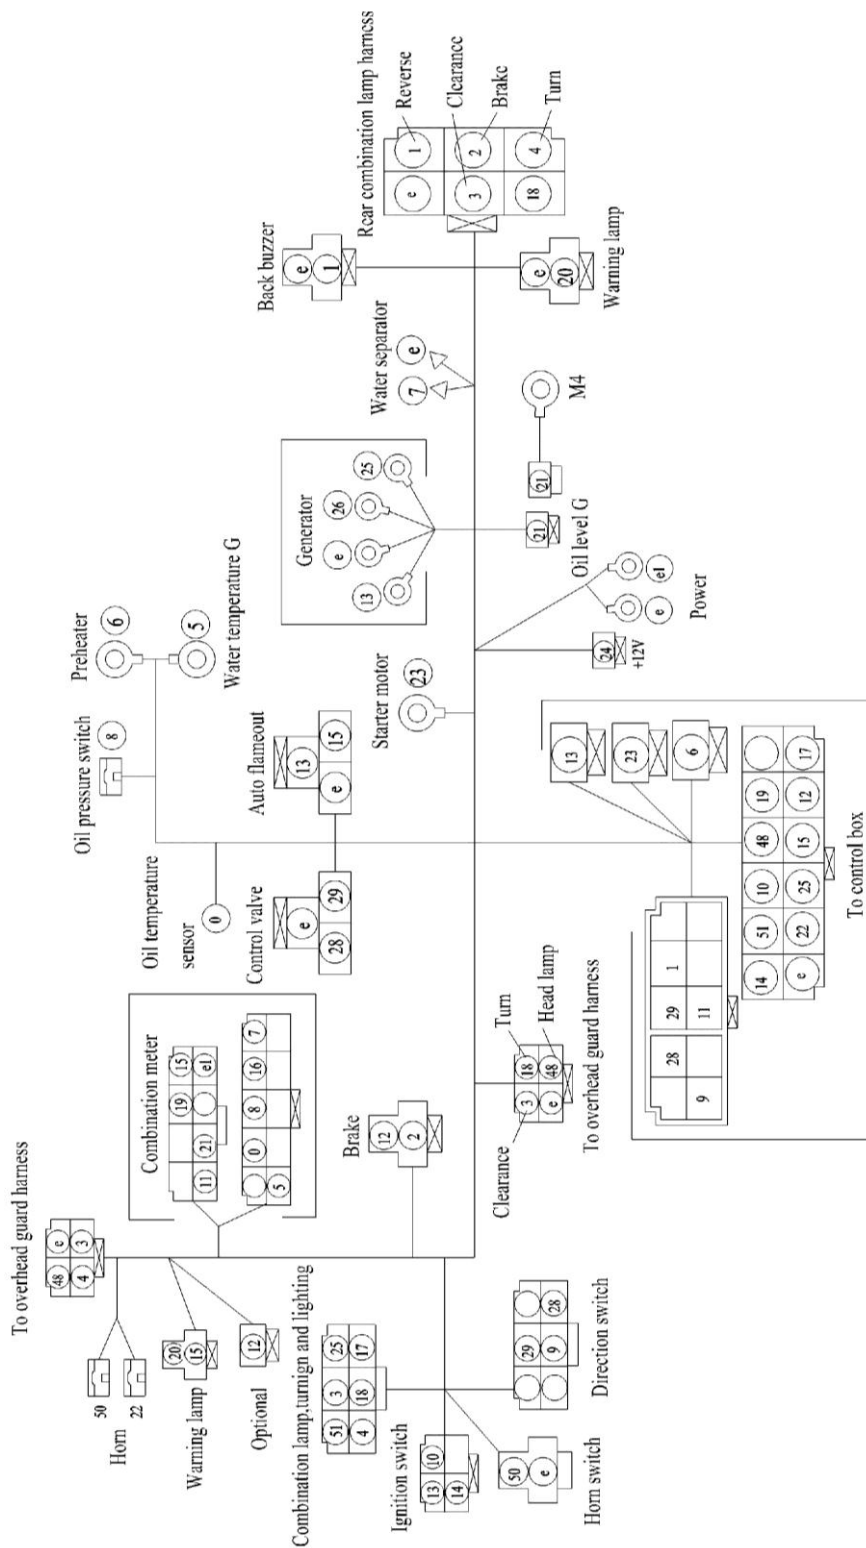 To overhead guard harness
48 e
4 3
50
Horn
22
Warning lamp
20
15
Optional
12
Combination meter
19 15
11 21 e1
0 8 16 7
5
Oil pressure switch
8
Preheater
6
Oil temperature
sensor
0
5
Water temperature G
Control valve
e
28 29
Auto flameout
13
e 15
Generator
13 e 26 25
Back buzzer
e
1
Water separator
7 e
Rear combination lamp harness
e 1 Reverse
Clearance
3 2
Brake
18 4
Turn
Combination lamp,turnign and lighting
51 3 25
4 18 17
Brake
12
2
Starter motor
23
Ignition switch
13 10
14
Horn switch
50
e
Direction switch
29
9 28
Clearance
Turn
3 18
e 48
Head lamp
To overhead guard harness
24
+12V
e e1
Power
21
Oil level G
21
M4
e
20
Warning lamp
13
23
6
28 29 1
9 11
14 51 10 48 19
e 22 25 15 12 17
To control box